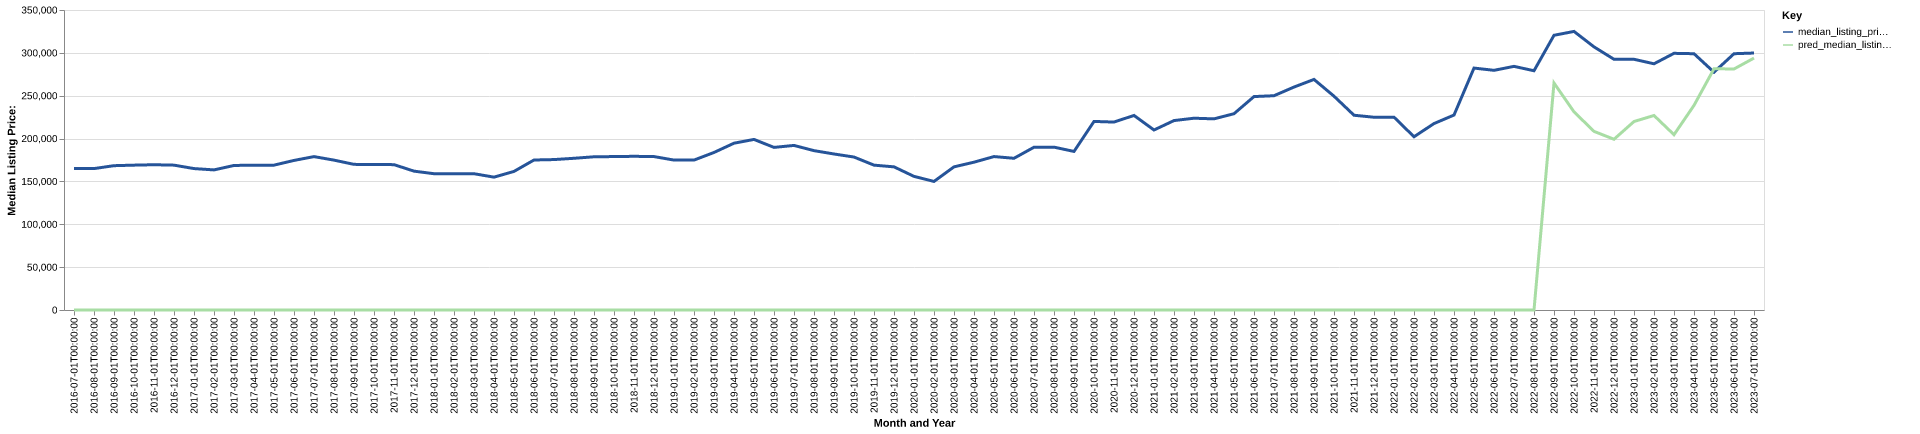 350,000
300,000
250,000
200,000
150,000
100,000
50,000
0
Median Listing Price:
2016-07-01T00:00:00
2016-08-01T00:00:00
2016-09-01T00:00:00
2016-10-01T00:00:00
2016-11-01T00:00:00
2016-12-01T00:00:00
2017-01-01T00:00:00
2017-02-01T00:00:00
2017-03-01T00:00:00
2017-04-01T00:00:00
2017-05-01T00:00:00
2017-06-01T00:00:00
2017-07-01T00:00:00
2017-08-01T00:00:00
2017-09-01T00:00:00
2017-10-01T00:00:00
2017-11-01T00:00:00
2017-12-01T00:00:00
2018-01-01T00:00:00
2018-02-01T00:00:00
2018-03-01T00:00:00
2018-04-01T00:00:00
2018-05-01T00:00:00
2018-06-01T00:00:00
2018-07-01T00:00:00
2018-08-01T00:00:00
2018-09-01T00:00:00
2018-10-01T00:00:00
2018-11-01T00:00:00
2018-12-01T00:00:00
2019-01-01T00:00:00
2019-02-01T00:00:00
2019-03-01T00:00:00
2019-04-01T00:00:00
2019-05-01T00:00:00
2019-06-01T00:00:00
2019-07-01T00:00:00
2019-08-01T00:00:00
2019-09-01T00:00:00
2019-10-01T00:00:00
2019-11-01T00:00:00
2019-12-01T00:00:00
2020-01-01T00:00:00
2020-02-01T00:00:00
2020-03-01T00:00:00
2020-04-01T00:00:00
2020-05-01T00:00:00
2020-06-01T00:00:00
2020-07-01T00:00:00
2020-08-01T00:00:00
2020-09-01T00:00:00
2020-10-01T00:00:00
2020-11-01T00:00:00
2020-12-01T00:00:00
2021-01-01T00:00:00
2021-02-01T00:00:00
2021-03-01T00:00:00
2021-04-01T00:00:00
2021-05-01T00:00:00
2021-06-01T00:00:00
2021-07-01T00:00:00
2021-08-01T00:00:00
2021-09-01T00:00:00
2021-10-01T00:00:00
2021-11-01T00:00:00
2021-12-01T00:00:00
2022-01-01T00:00:00
2022-02-01T00:00:00
2022-03-01T00:00:00
2022-04-01T00:00:00
2022-05-01T00:00:00
2022-06-01T00:00:00
2022-07-01T00:00:00
2022-08-01T00:00:00
2022-09-01T00:00:00
2022-10-01T00:00:00
2022-11-01T00:00:00
2022-12-01T00:00:00
2023-01-01T00:00:00
2023-02-01T00:00:00
2023-03-01T00:00:00
2023-04-01T00:00:00
2023-05-01T00:00:00
2023-06-01T00:00:00
2023-07-01T00:00:00
Month and Year
Key
median_listing_pri…
pred_median_listin…